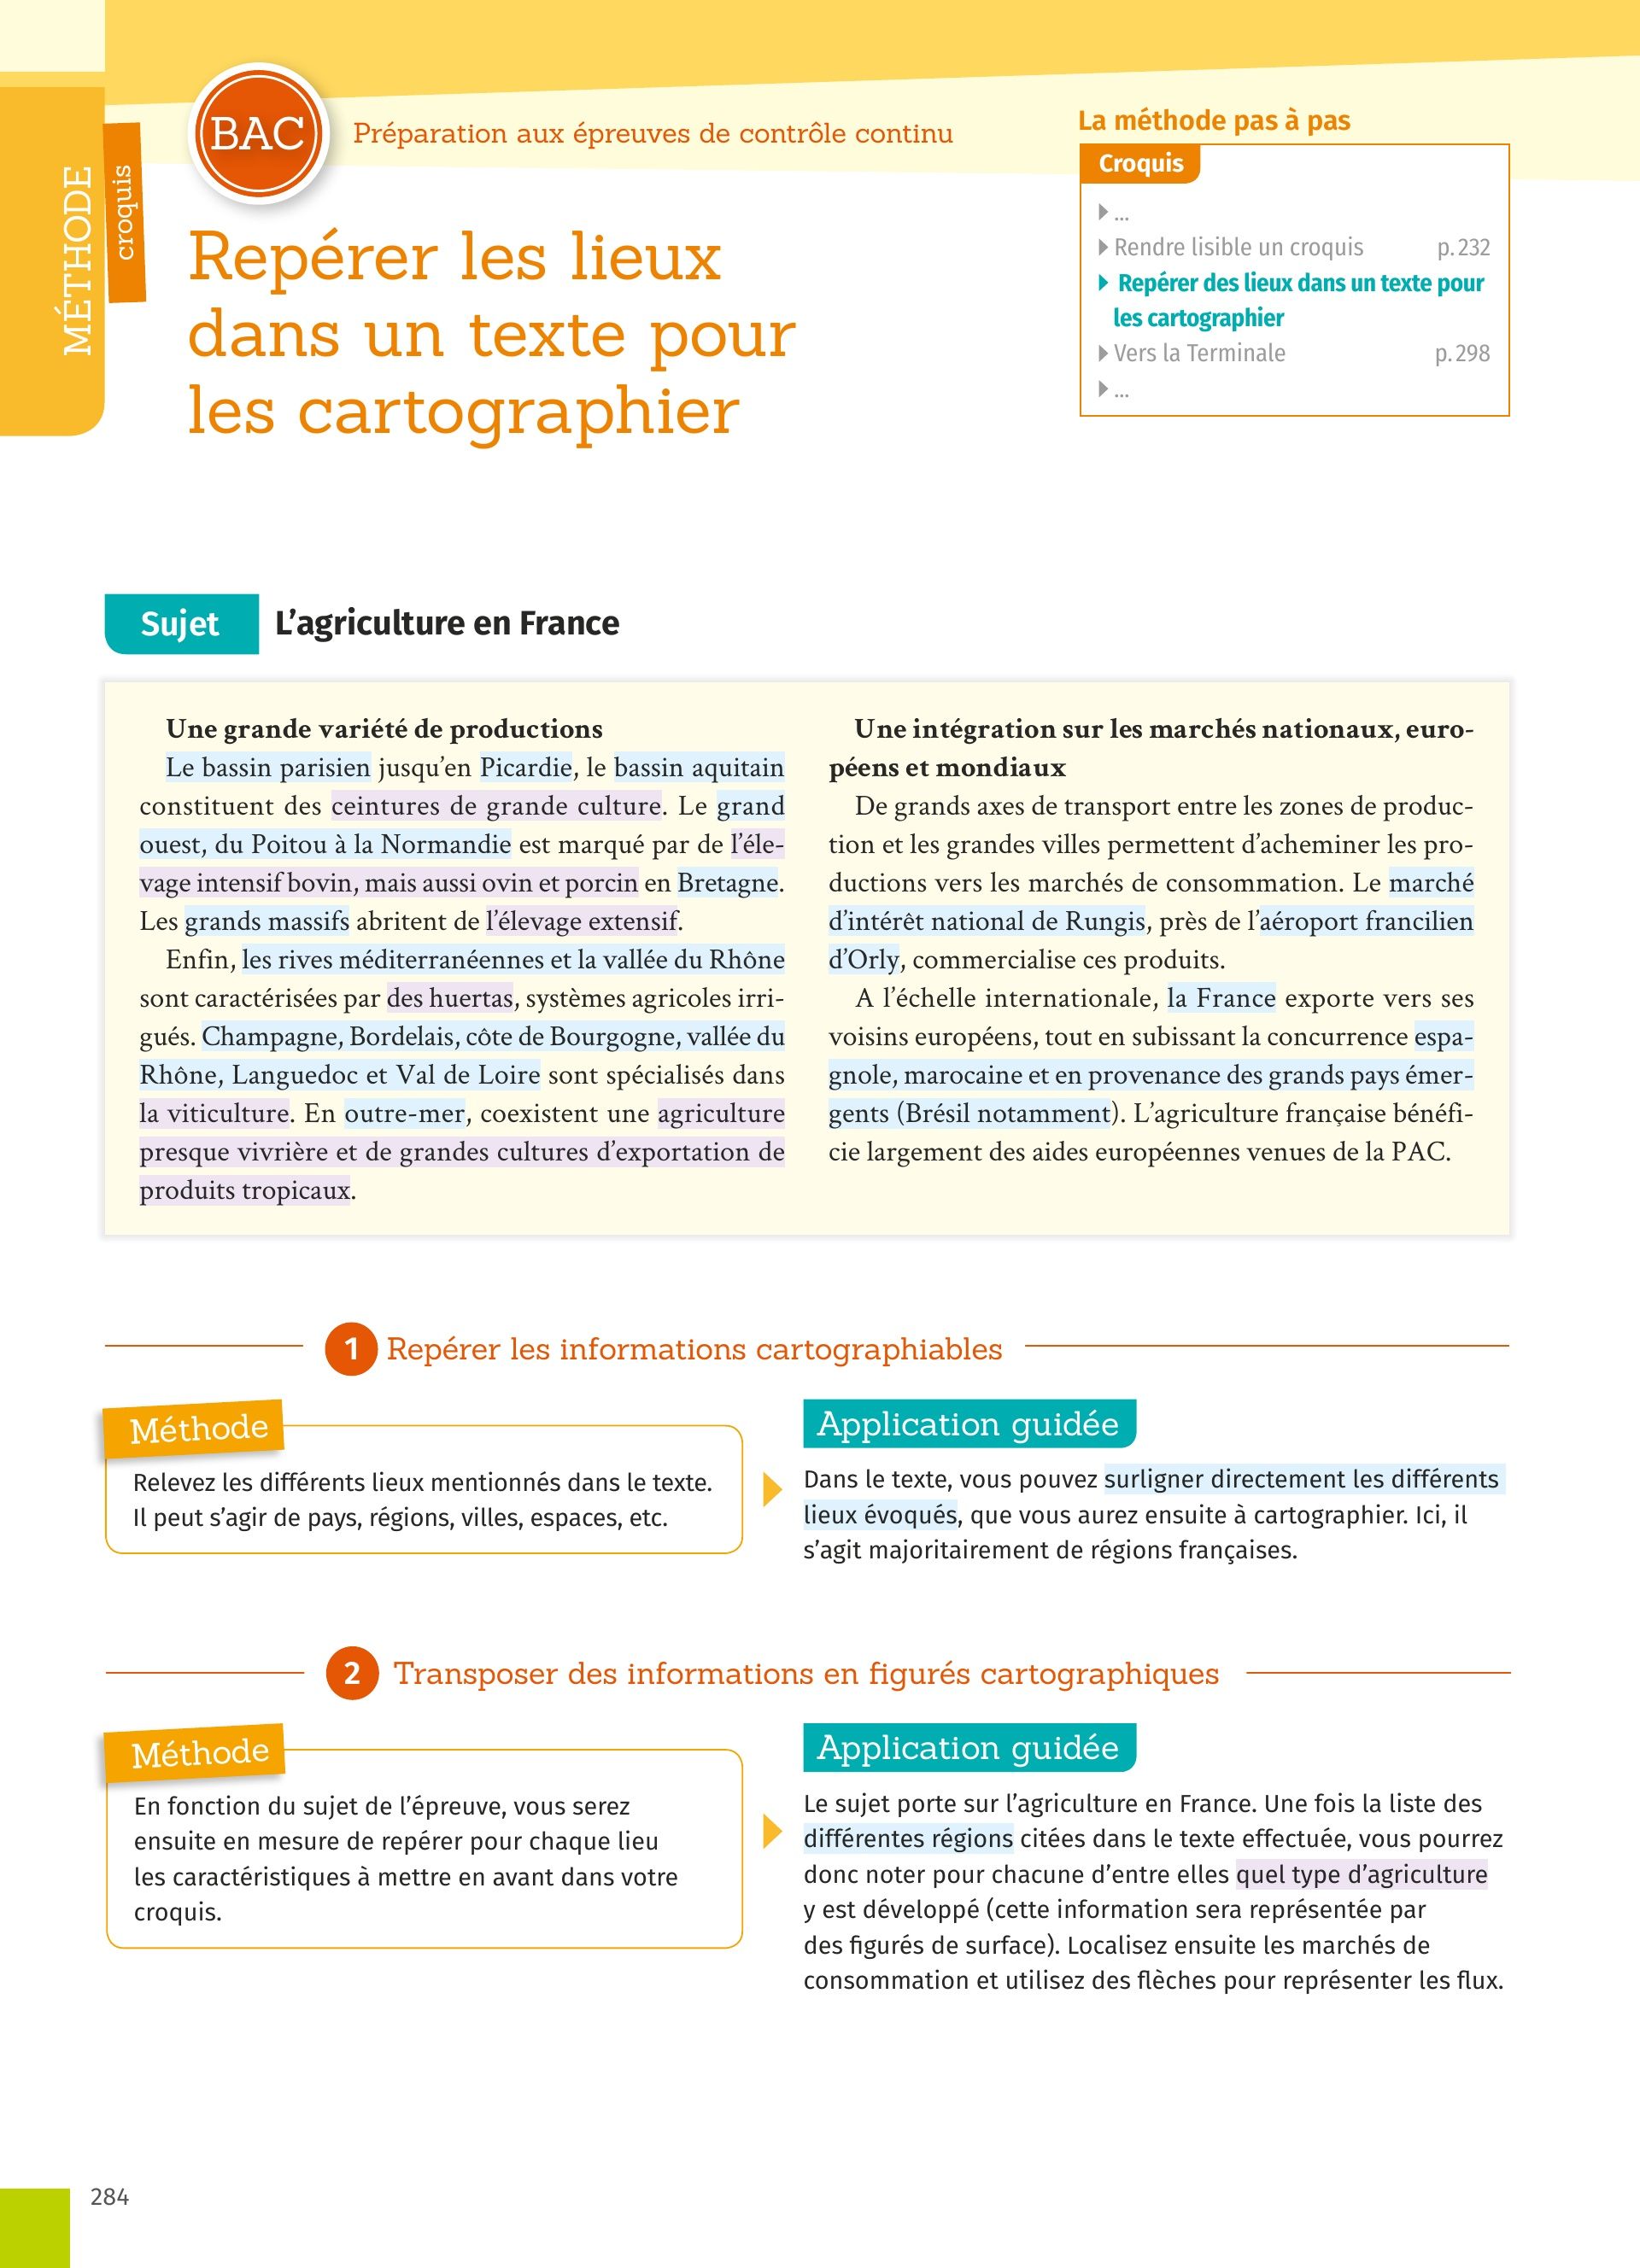 MÉTHODE
croquis
BAC
Préparation aux épreuves de contrôle continu
Repérer les lieux
dans un texte pour
les cartographier
La méthode pas à pas
Croquis
...
Rendre lisible un croquis p. 232
Repérer des lieux dans un texte pour
les cartographier
Vers la Terminale p. 298
...
Sujet L’agriculture en France
Une grande variété de productions
Le bassin parisien jusqu’en Picardie, le bassin aquitain
constituent des ceintures de grande culture. Le grand
ouest, du Poitou à la Normandie est marqué par de l’éle-
vage intensif bovin, mais aussi ovin et porcin en Bretagne.
Les grands massifs abritent de l’élevage extensif.
Enfin, les rives méditerranéennes et la vallée du Rhône
sont caractérisées par des huertas, systèmes agricoles irri-
gués. Champagne, Bordelais, côte de Bourgogne, vallée du
Rhône, Languedoc et Val de Loire sont spécialisés dans
la viticulture. En outre-mer, coexistent une agriculture
presque vivrière et de grandes cultures d’exportation de
produits tropicaux.
Une intégration sur les marchés nationaux, euro-
péens et mondiaux
De grands axes de transport entre les zones de produc-
tion et les grandes villes permettent d’acheminer les pro-
ductions vers les marchés de consommation. Le marché
d’intérêt national de Rungis, près de l’aéroport francilien
d’Orly, commercialise ces produits.
A l’échelle internationale, la France exporte vers ses
voisins européens, tout en subissant la concurrence espa-
gnole, marocaine et en provenance des grands pays émer-
gents (Brésil notamment). L’agriculture française bénéfi-
cie largement des aides européennes venues de la PAC.
1 Repérer les informations cartographiables
Méthode
Relevez les différents lieux mentionnés dans le texte.
Il peut s’agir de pays, régions, villes, espaces, etc.
Application guidée
Dans le texte, vous pouvez surligner directement les différents
lieux évoqués, que vous aurez ensuite à cartographier. Ici, il
s’agit majoritairement de régions françaises.
2 Transposer des informations en figurés cartographiques
Méthode
En fonction du sujet de l’épreuve, vous serez
ensuite en mesure de repérer pour chaque lieu
les caractéristiques à mettre en avant dans votre
croquis.
Application guidée
Le sujet porte sur l’agriculture en France. Une fois la liste des
différentes régions citées dans le texte effectuée, vous pourrez
donc noter pour chacune d’entre elles quel type d’agriculture
y est développé (cette information sera représentée par
des figurés de surface). Localisez ensuite les marchés de
consommation et utilisez des flèches pour représenter les flux.
284